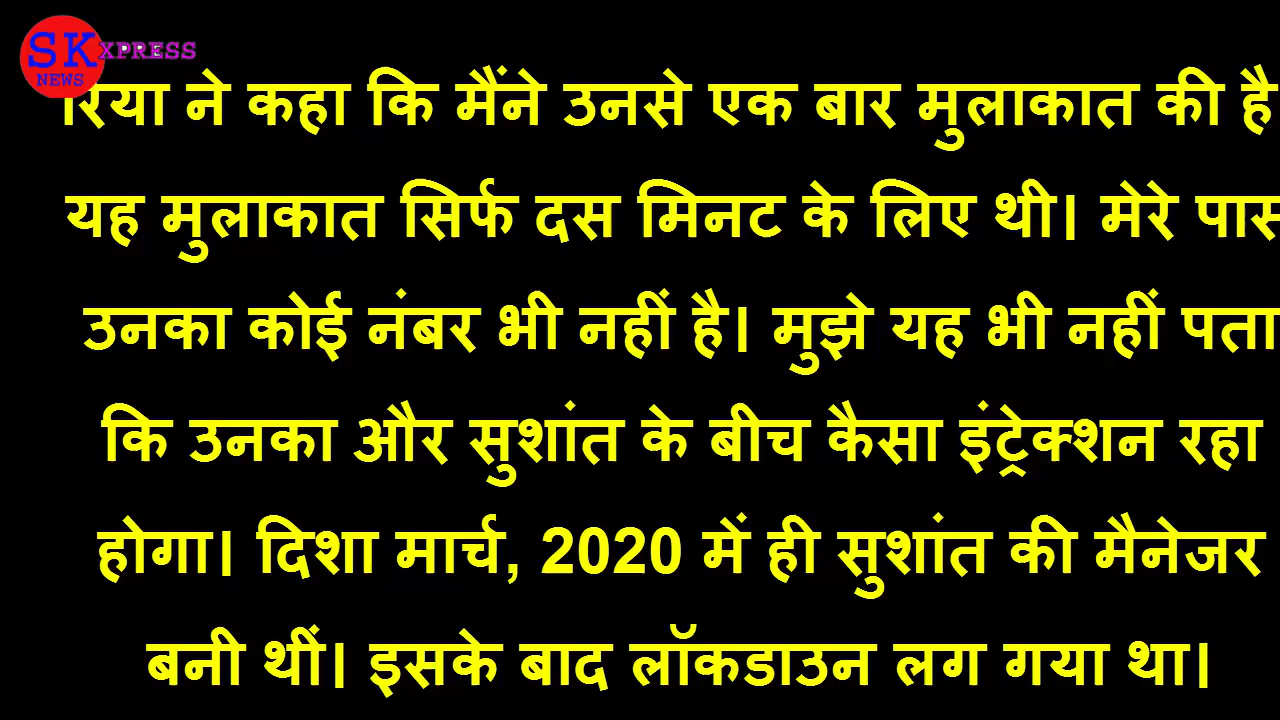 SK XPRESS
NEWS
रिया ने कहा कि मैंने उनसे एक बार मुलाकात की है
यह मुलाकात सिर्फ दस मिनट के लिए थी। मेरे पास
उनका कोई नंबर भी नहीं है। मुझे यह भी नहीं पता
कि उनका और सुशांत के बीच कैसा इंट्रेक्शन रहा
होगा। दिशा मार्च, 2020 में ही सुशांत की मैनेजर
बनी थीं। इसके बाद लॉकडाउन लग गया था।